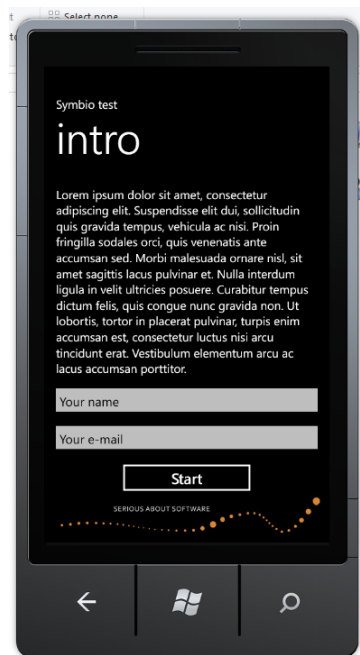 Select none
Symbio test
intro
Lorem ipsum dolor sit amet, consectetur
adipiscing elit. Suspendisse elit dui, sollicitudin
quis gravida tempus, vehicula ac nisi. Proin
fringilla sodales orci, quis venenatis ante
accumsan sed. Morbi malesuada ornare nisl, sit
amet sagittis lacus pulvinar et. Nulla interdum
ligula in velit ultricies posuere. Curabitur tempus
dictum felis, quis congue nunc gravida non. Ut
lobortis, tortor in placerat pulvinar, turpis enim
accumsan est, consectetur luctus nisi arcu
tincidunt erat. Vestibulum elementum arcu ac
lacus accumsan porttitor.
Your name
Your e-mail
Start
SERIOUS ABOUT SOFTWARE